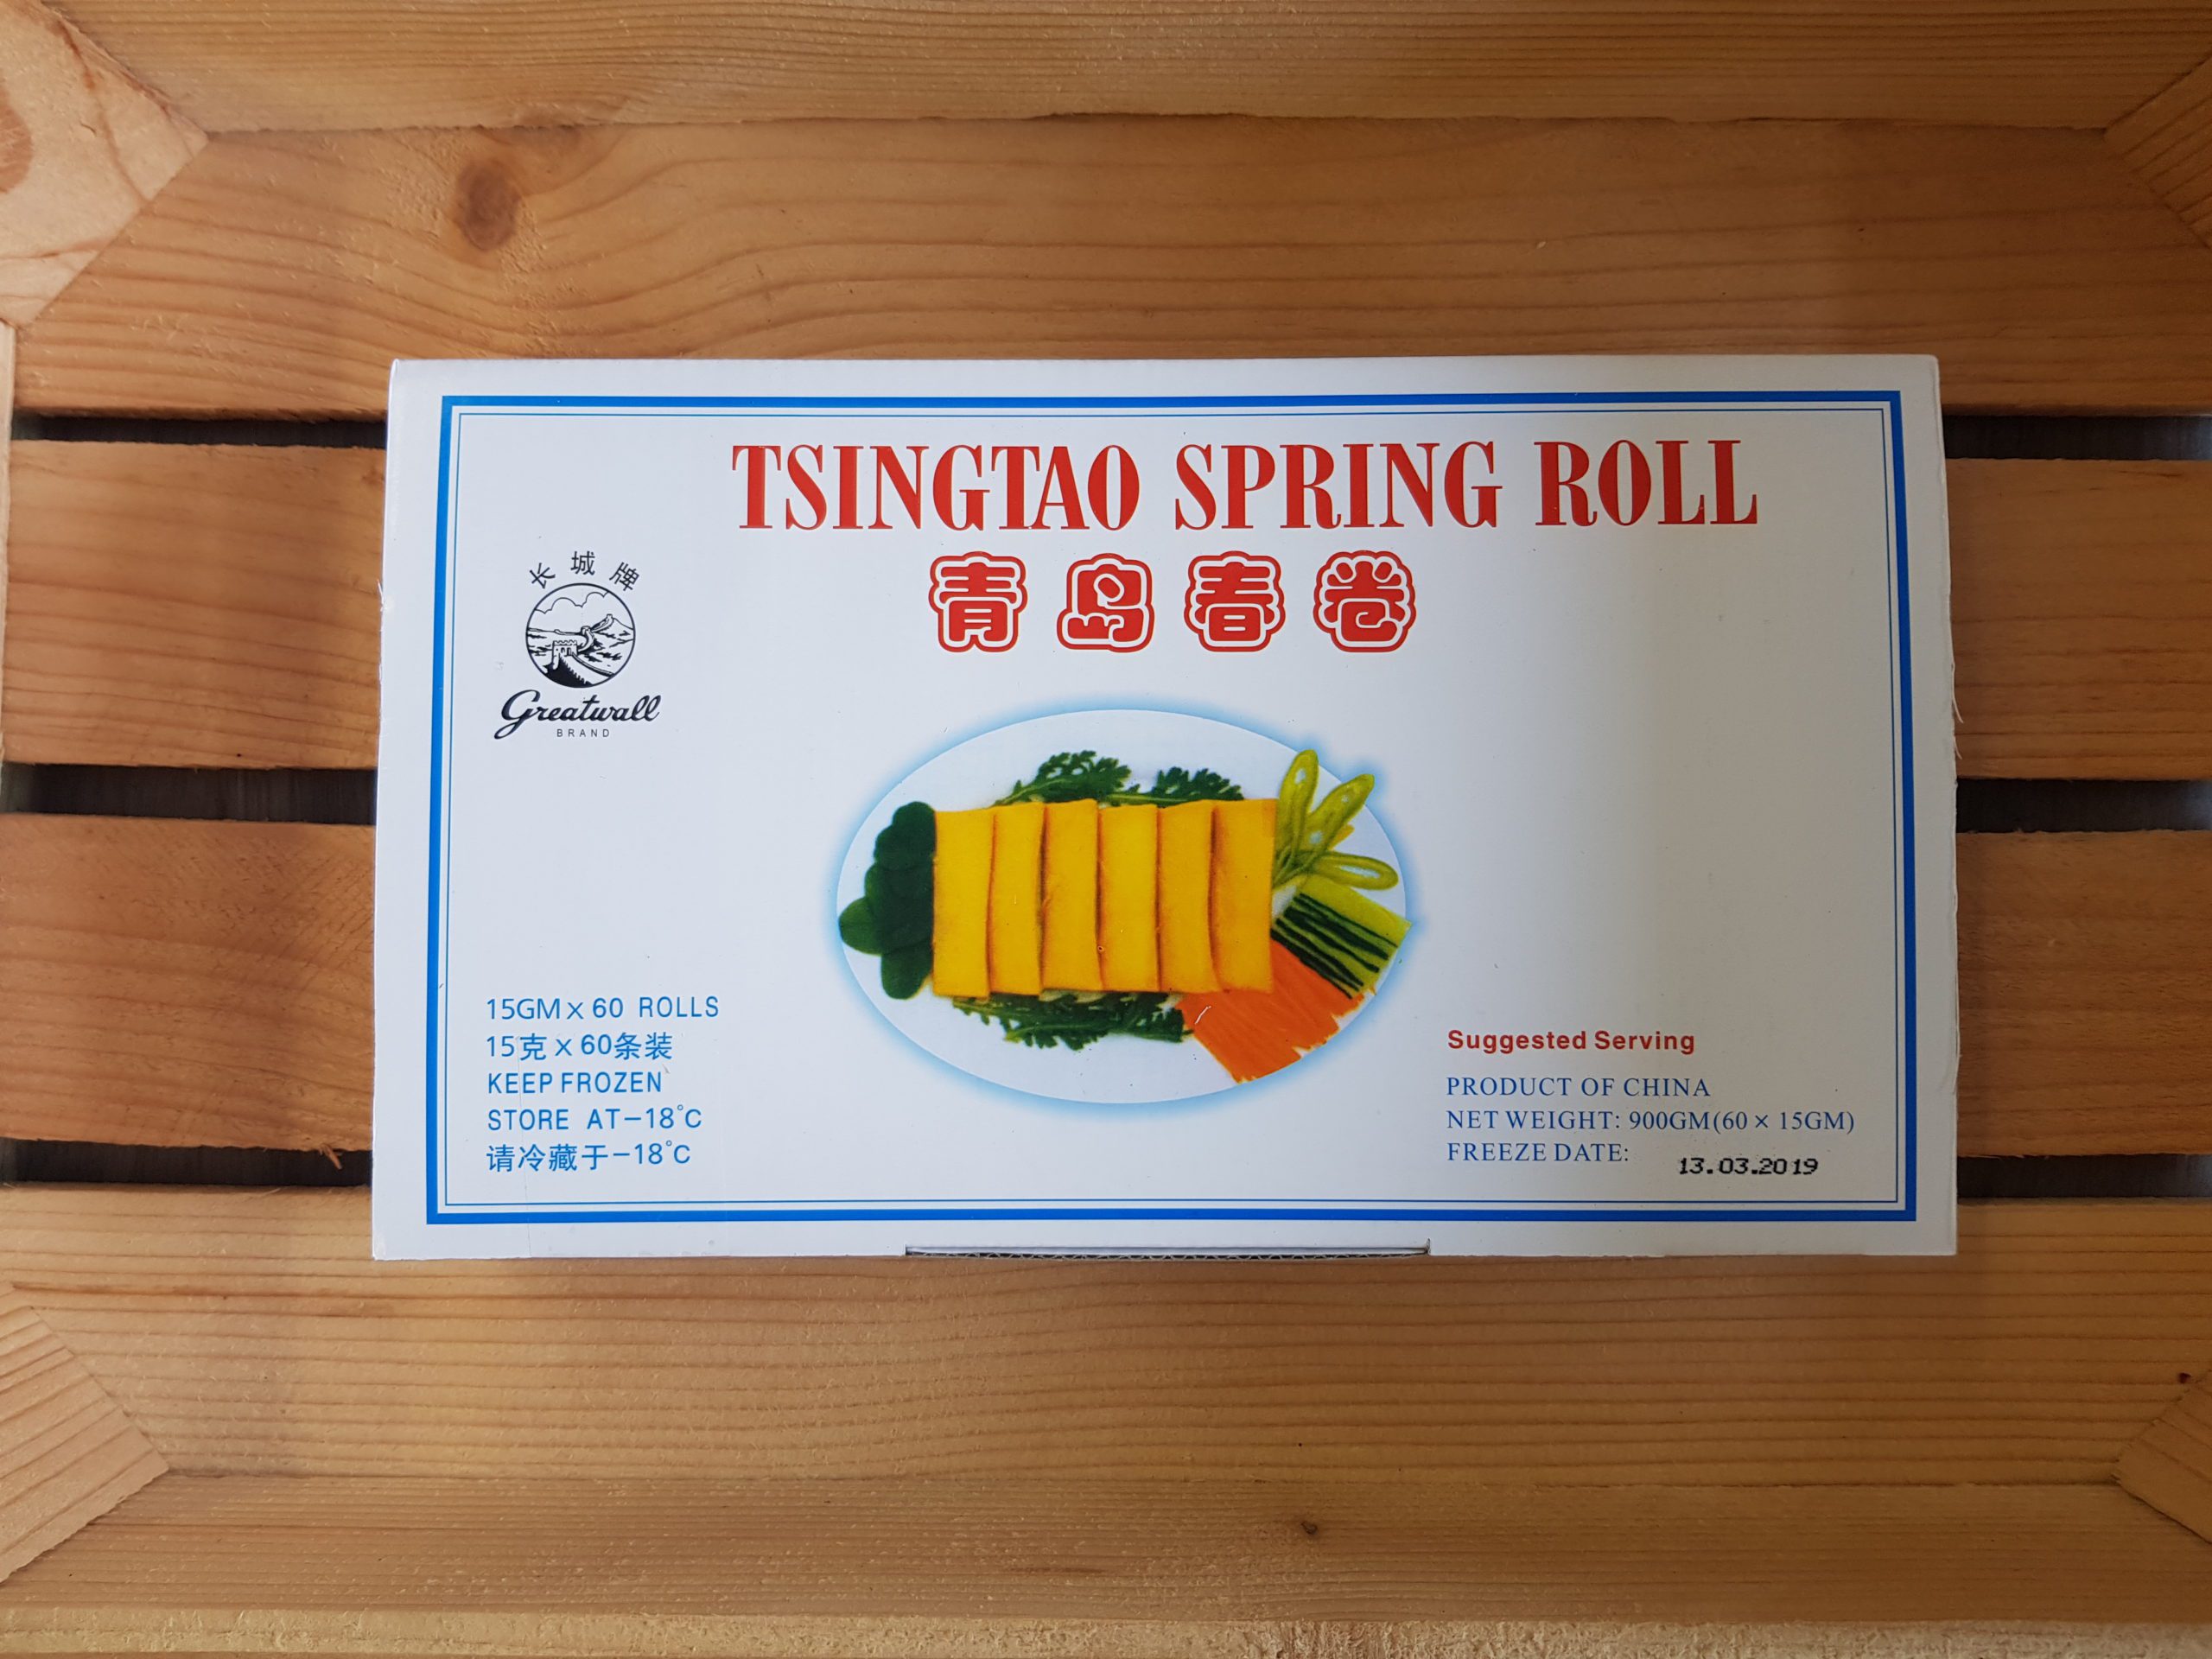 TSINGTAO SPRING ROLL
青岛春卷
长城牌
Greatwall
BRAND
15GM x 60 ROLLS
15克 x 60条装
KEEP FROZEN
STORE AT-18°C
请冷藏于-18°C
Suggested Serving
PRODUCT OF CHINA
NET WEIGHT: 900GM(60 × 15GM)
FREEZE DATE: 13.03.2019